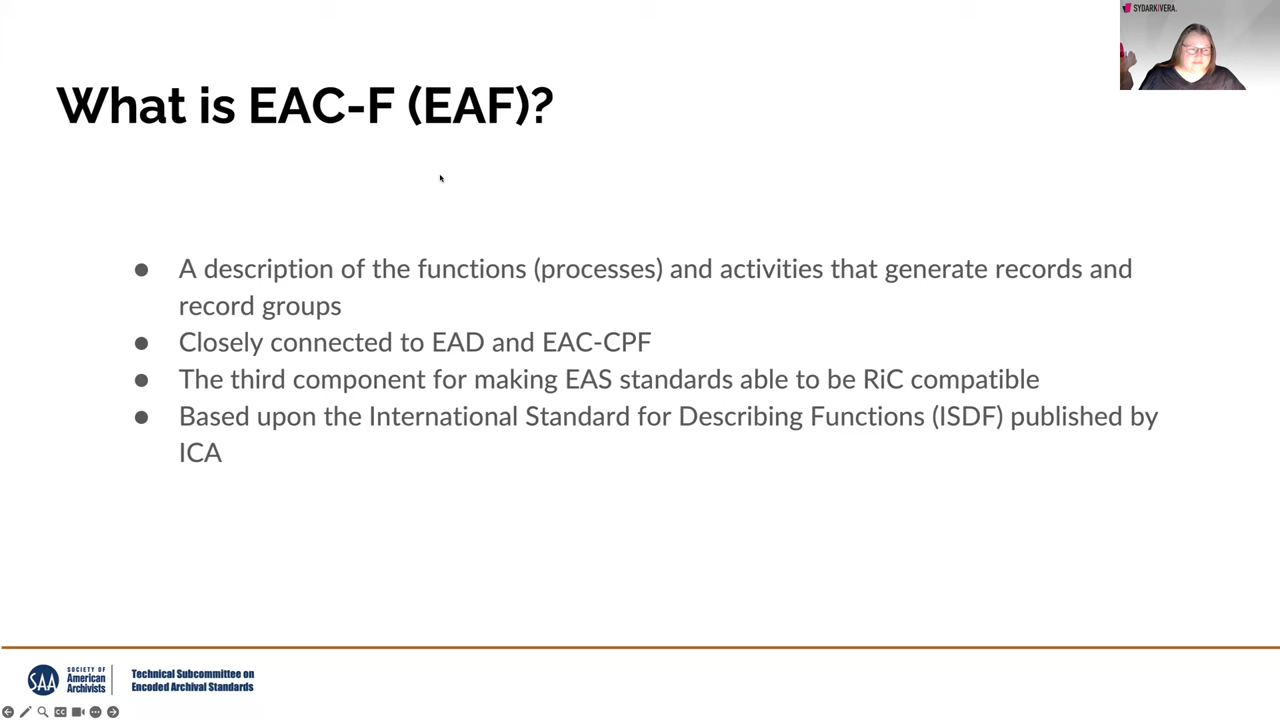 SYDARKIVERA.
What is EAC-F (EAF)?
● A description of the functions (processes) and activities that generate records and
record groups
● Closely connected to EAD and EAC-CPF
● The third component for making EAS standards able to be RiC compatible
● Based upon the International Standard for Describing Functions (ISDF) published by
ICA
SAA
SOCIETY OF
American
Archivists
Technical Subcommittee on
Encoded Archival Standards
CC